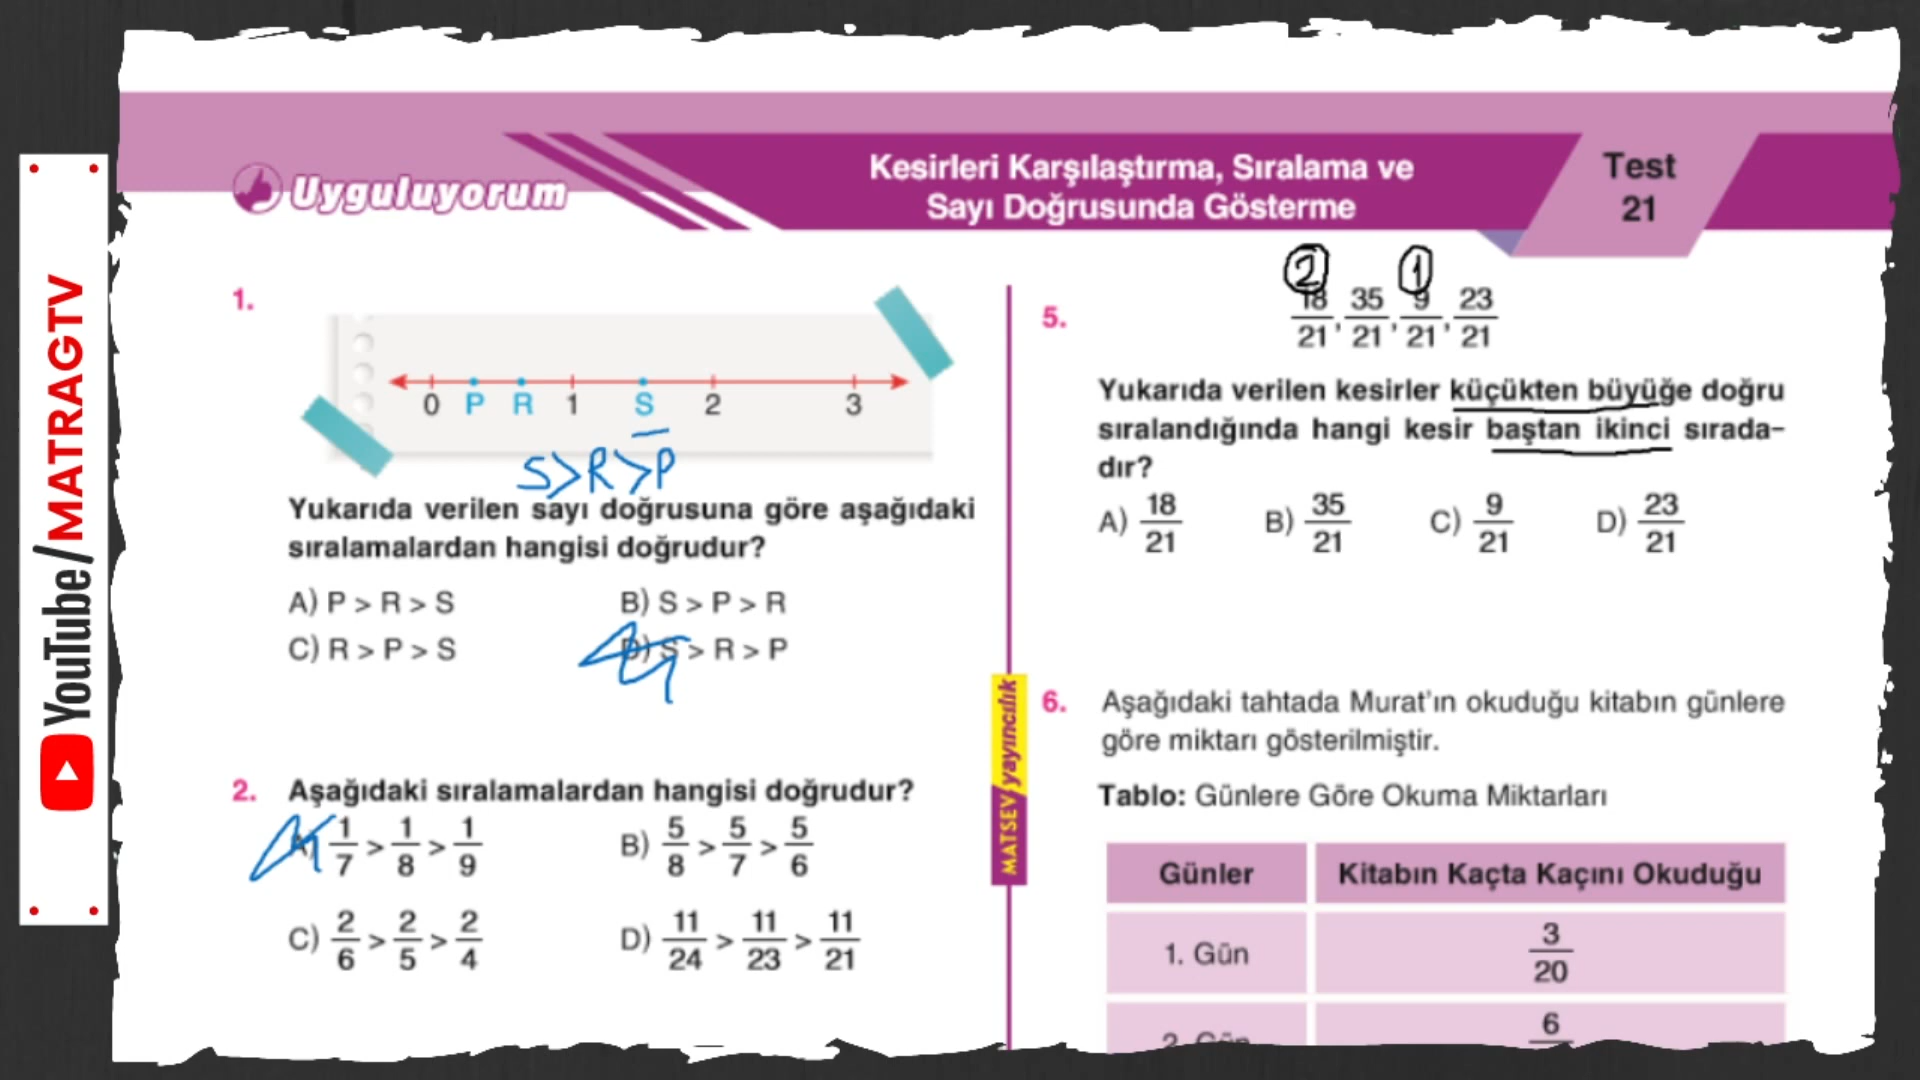 YouTube/MATRAGTV
Uyguluyorum
Kesirleri Karşılaştırma, Sıralama ve
Sayı Doğrusunda Gösterme
Test
21
1.
0 P R 1 S 2 3
S>R>P
Yukarıda verilen sayı doğrusuna göre aşağıdaki
sıralamalardan hangisi doğrudur?
A) P > R > S B) S > P > R
C) R > P > S D) S > R > P
2. Aşağıdaki sıralamalardan hangisi doğrudur?
A) 1/7 > 1/8 > 1/9 B) 5/8 > 5/7 > 5/6
C) 2/6 > 2/5 > 2/4 D) 11/24 > 11/23 > 11/21
MATSEV yayıncılık
2 1
5. 18/21, 35/21, 9/21, 23/21
Yukarıda verilen kesirler küçükten büyüğe doğru
sıralandığında hangi kesir baştan ikinci sırada-
dır?
A) 18/21 B) 35/21 C) 9/21 D) 23/21
6. Aşağıdaki tahtada Murat'ın okuduğu kitabın günlere
göre miktarı gösterilmiştir.
Tablo: Günlere Göre Okuma Miktarları
Günler Kitabın Kaçta Kaçını Okuduğu
1. Gün 3/20
2. Gün 6